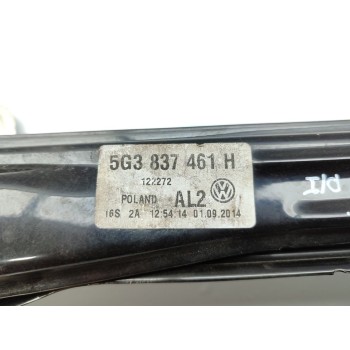 5G3 837 461 H
122272
POLAND AL2
16S 2A 12:54:14 01.09.2014
P/I